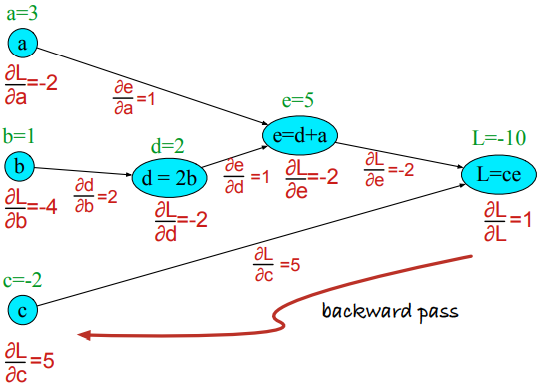 a=3
a
∂L/∂a=-2
∂e/∂a=1
e=5
e=d+a
∂L/∂e=-2
b=1
b
∂L/∂b=-4
∂d/∂b=2
d=2
d = 2b
∂L/∂d=-2
∂e/∂d=1
∂L/∂e=-2
L=-10
L=ce
∂L/∂L=1
∂L/∂c=5
c=-2
c
∂L/∂c=5
backward pass